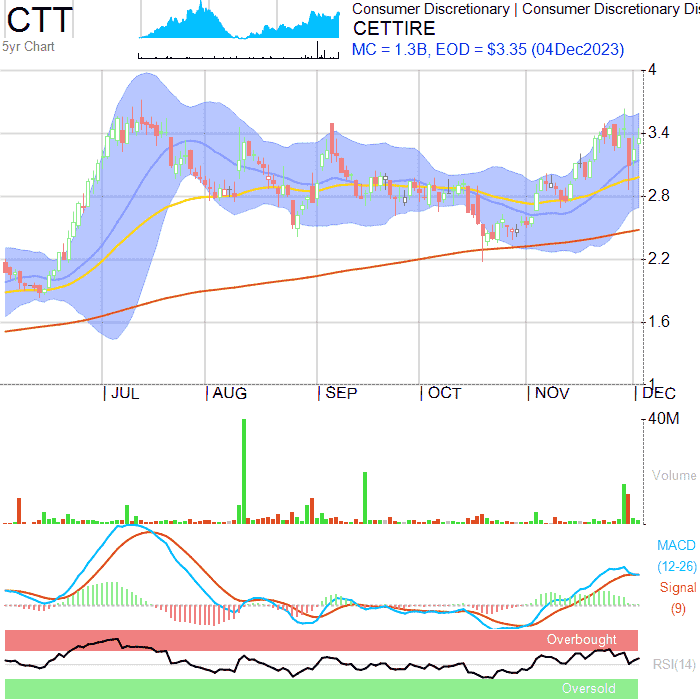 CTT
5yr Chart
Consumer Discretionary | Consumer Discretionary Dis
CETTIRE
MC = 1.3B, EOD = $3.35 (04Dec2023)
4
3.4
2.8
2.2
1.6
1
JUL AUG SEP OCT NOV DEC
40M
Volume
MACD
(12-26)
Signal
(9)
Overbought
RSI(14)
Oversold